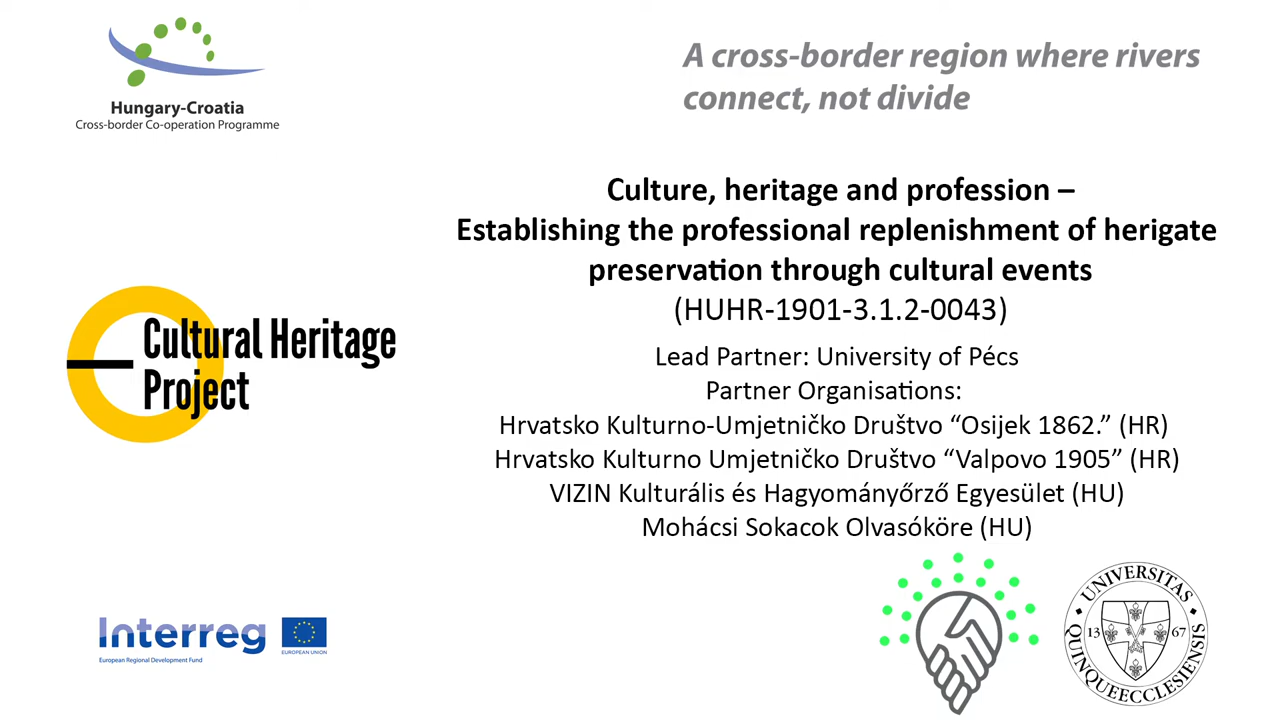 Hungary-Croatia
Cross-border Co-operation Programme
A cross-border region where rivers
connect, not divide
Culture, heritage and profession –
Establishing the professional replenishment of herigate
preservation through cultural events
(HUHR-1901-3.1.2-0043)
Cultural Heritage
Project
Lead Partner: University of Pécs
Partner Organisations:
Hrvatsko Kulturno-Umjetničko Društvo “Osijek 1862.” (HR)
Hrvatsko Kulturno Umjetničko Društvo “Valpovo 1905” (HR)
VIZIN Kulturális és Hagyományőrző Egyesület (HU)
Mohácsi Sokacok Olvasóköre (HU)
Interreg
EUROPEAN UNION
European Regional Development Fund
UNIVERSITAS
13 67
QUINQUEECCLESIENSIS